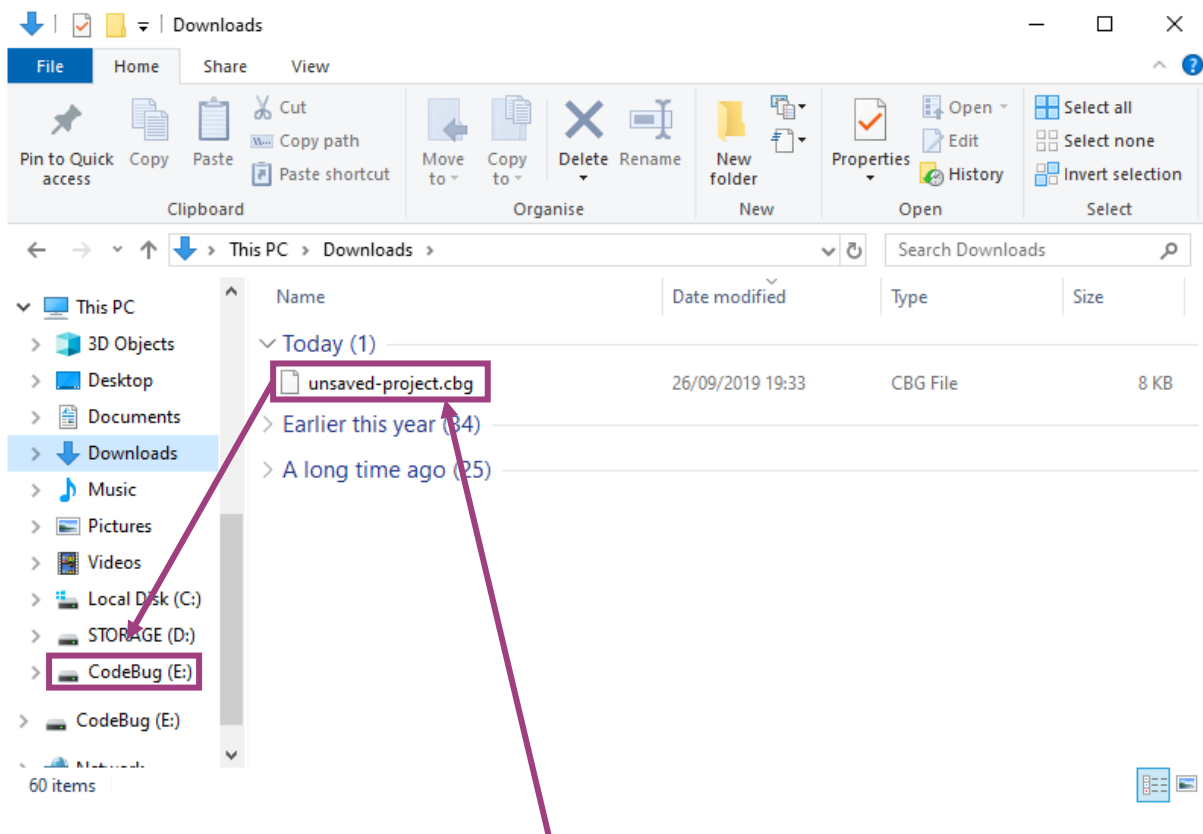 Downloads
File Home Share View
Pin to Quick access
Copy
Paste
Cut
Copy path
Paste shortcut
Clipboard
Move to
Copy to
Delete
Rename
Organise
New folder
New
Properties
Open
Edit
History
Open
Select all
Select none
Invert selection
Select
This PC > Downloads >
Search Downloads
This PC
3D Objects
Desktop
Documents
Downloads
Music
Pictures
Videos
Local Disk (C:)
STORAGE (D:)
CodeBug (E:)
CodeBug (E:)
Network
Name Date modified Type Size
Today (1)
unsaved-project.cbg 26/09/2019 19:33 CBG File 8 KB
Earlier this year (34)
A long time ago (25)
60 items